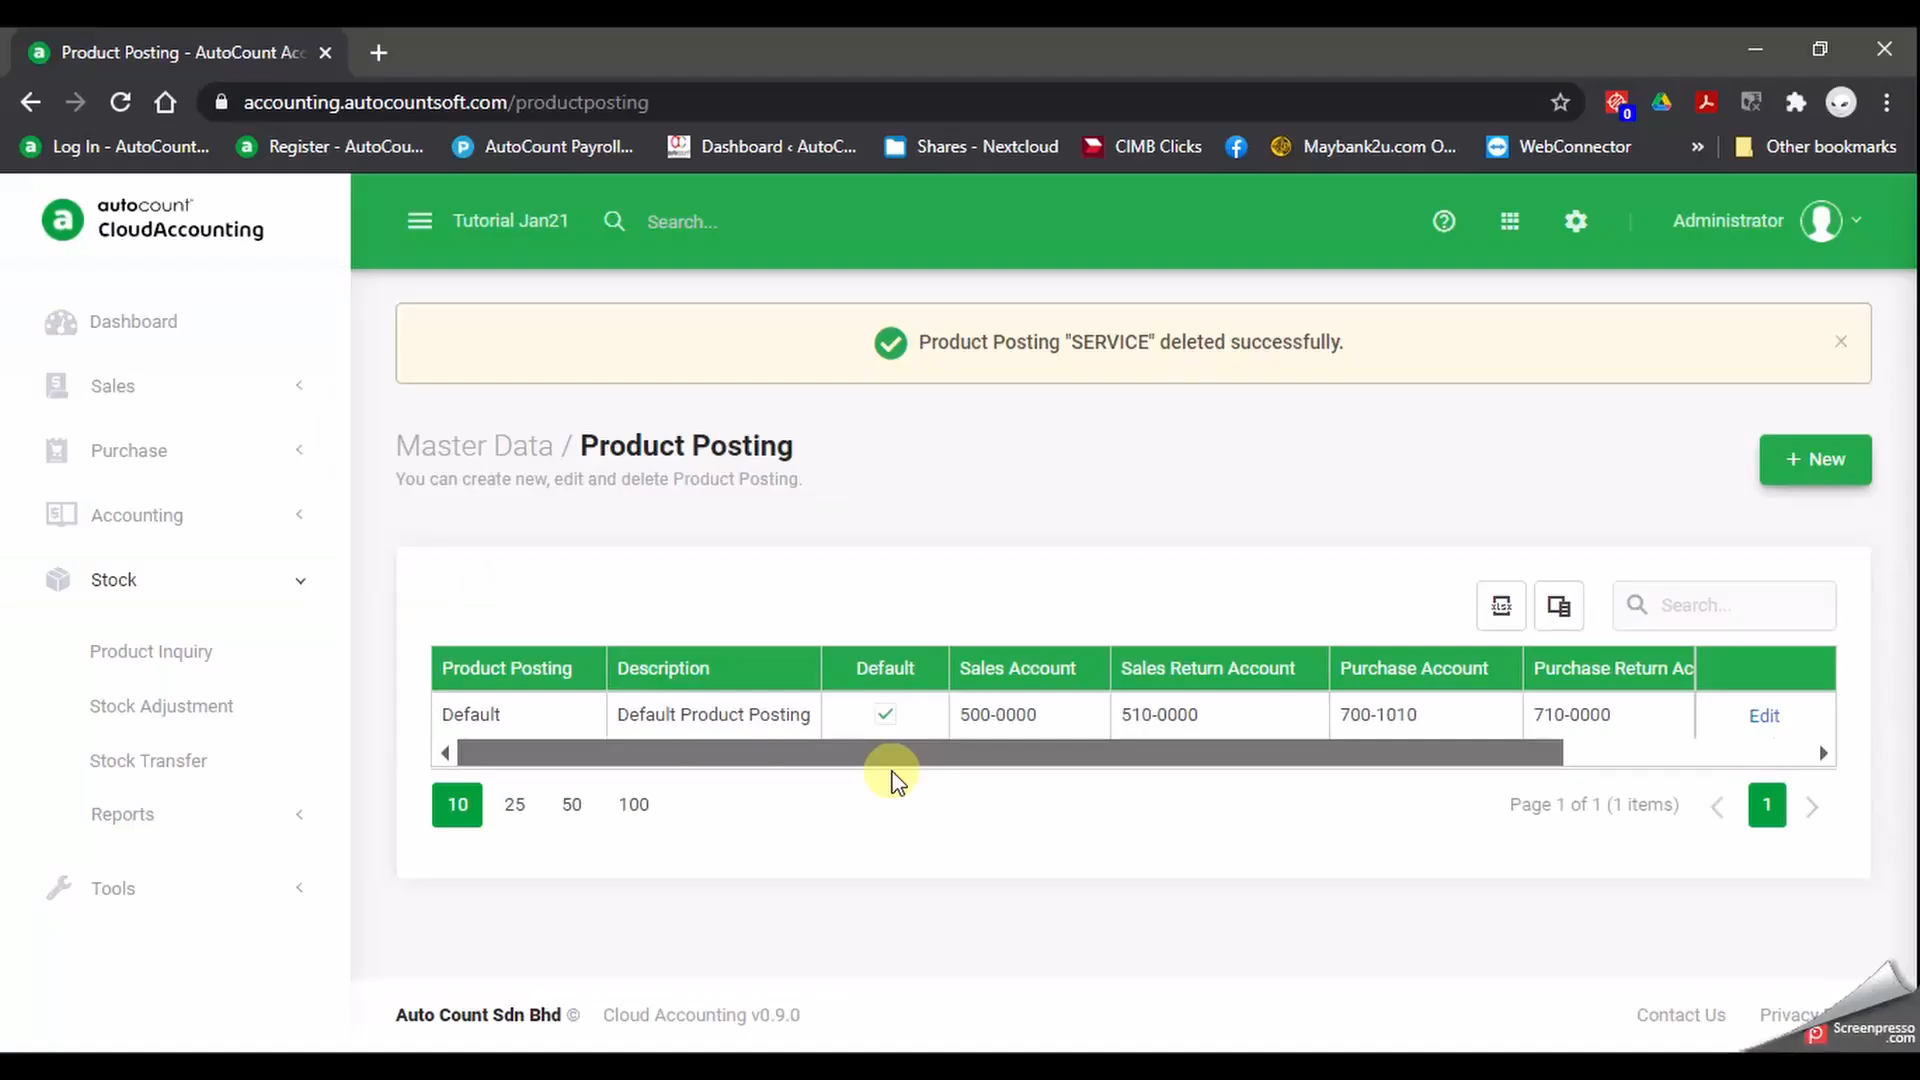 Product Posting - AutoCount Acc
accounting.autocountsoft.com/productposting
0
Log In - AutoCount...
Register - AutoCou...
AutoCount Payroll...
Dashboard ‹ AutoC...
Shares - Nextcloud
CIMB Clicks
Maybank2u.com O...
WebConnector
»
Other bookmarks
autocount
CloudAccounting
Tutorial Jan21
Search...
Administrator
Dashboard
Sales
Purchase
Accounting
Stock
Product Inquiry
Stock Adjustment
Stock Transfer
Reports
Tools
Product Posting "SERVICE" deleted successfully.
Master Data / Product Posting
You can create new, edit and delete Product Posting.
+ New
xlsx
Search...
Product Posting Description Default Sales Account Sales Return Account Purchase Account Purchase Return Ac
Default Default Product Posting 500-0000 510-0000 700-1010 710-0000 Edit
10 25 50 100
Page 1 of 1 (1 items) 1
Auto Count Sdn Bhd © Cloud Accounting v0.9.0
Contact Us Privacy
Screenpresso
.com